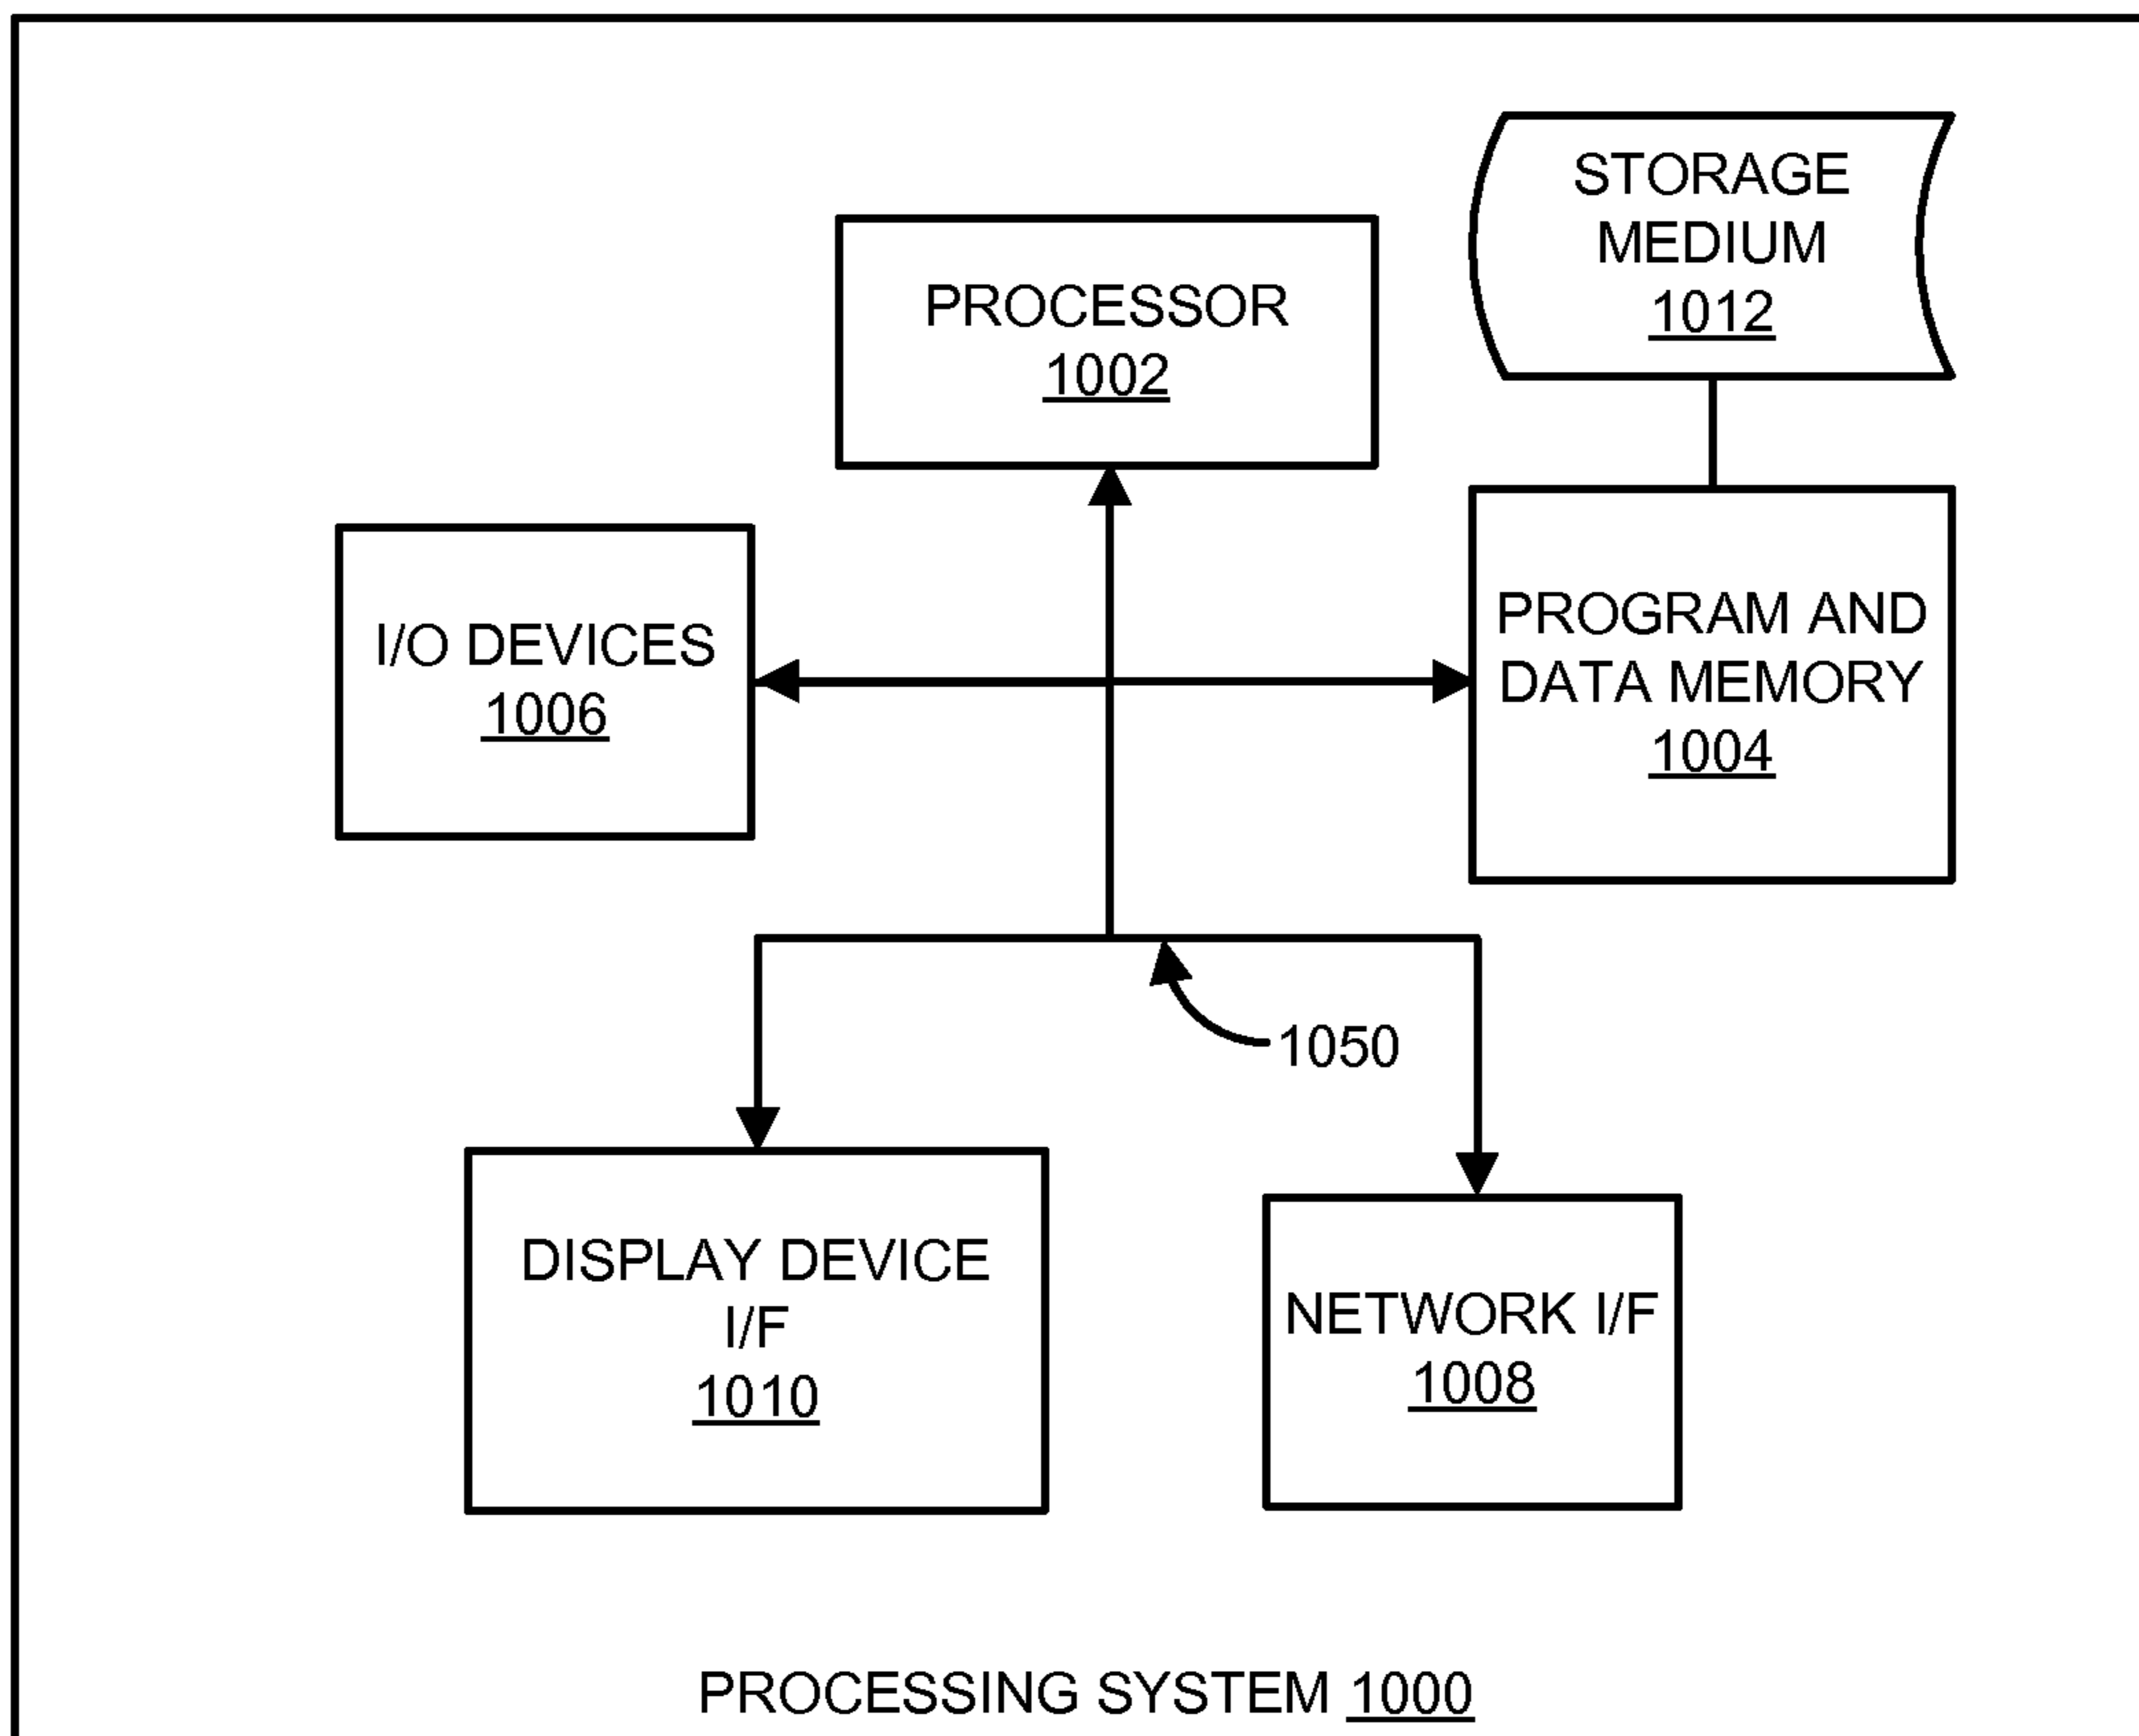 STORAGE
MEDIUM
1012
PROCESSOR
1002
I/O DEVICES
1006
PROGRAM AND
DATA MEMORY
1004
1050
DISPLAY DEVICE
I/F
1010
NETWORK I/F
1008
PROCESSING SYSTEM 1000